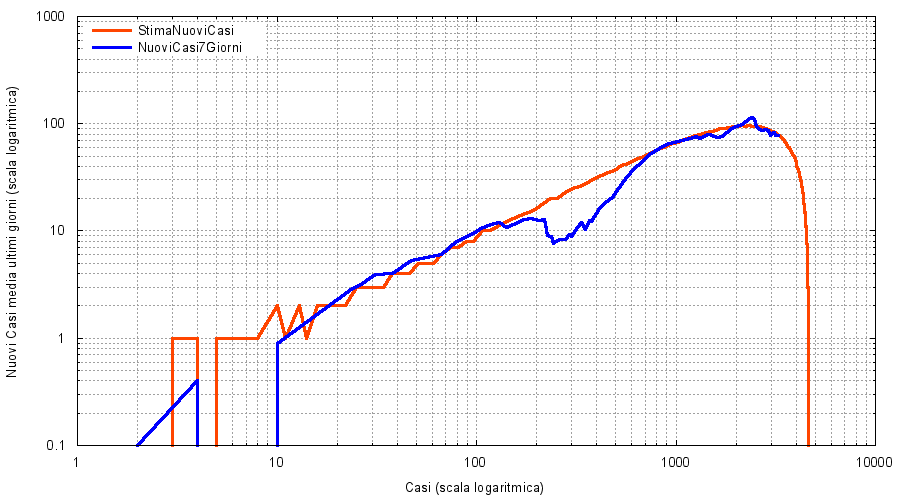 1000
StimaNuoviCasi
NuoviCasi7Giorni
100
10
1
0.1
Nuovi Casi media ultimi giorni (scala logaritmica)
1 10 100 1000 10000
Casi (scala logaritmica)